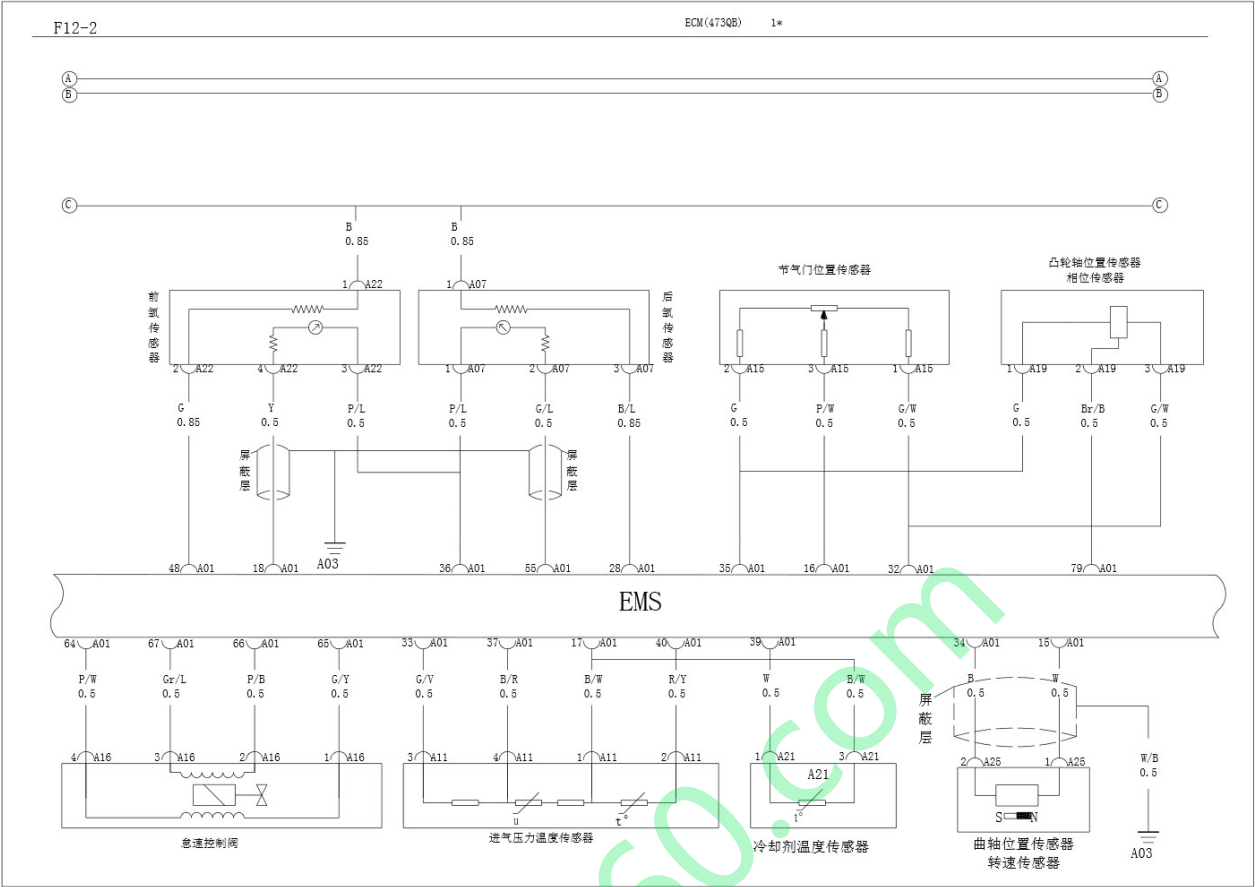 F12-2
ECM(473QB) 1*
A A
B B
C C
B B
0.85 0.85
节气门位置传感器
凸轮轴位置传感器
相位传感器
1 A22 1 A07
前氧传感器
后氧传感器
2 A22 4 A22 3 A22 1 A07 2 A07 3 A07 2 A15 3 A15 1 A15 1 A19 2 A19 3 A19
G Y P/L P/L G/L B/L G P/W G/W G Br/B G/W
0.85 0.5 0.5 0.5 0.5 0.85 0.5 0.5 0.5 0.5 0.5 0.5
屏蔽层 屏蔽层
A03
48 A01 18 A01 36 A01 55 A01 28 A01 35 A01 16 A01 32 A01 79 A01
EMS
64 A01 67 A01 66 A01 65 A01 33 A01 37 A01 17 A01 40 A01 39 A01 34 A01 15 A01
P/W Gr/L P/B G/Y G/V B/R B/W R/Y W B/W B W
0.5 0.5 0.5 0.5 0.5 0.5 0.5 0.5 0.5 0.5 0.5 0.5
屏蔽层
W/B
0.5
4 A16 3 A16 2 A16 1 A16 3 A11 4 A11 1 A11 2 A11 1 A21 3 A21 2 A25 1 A25
A21
u t° t°
S N
怠速控制阀
进气压力温度传感器
冷却剂温度传感器
曲轴位置传感器
转速传感器
A03
60.com